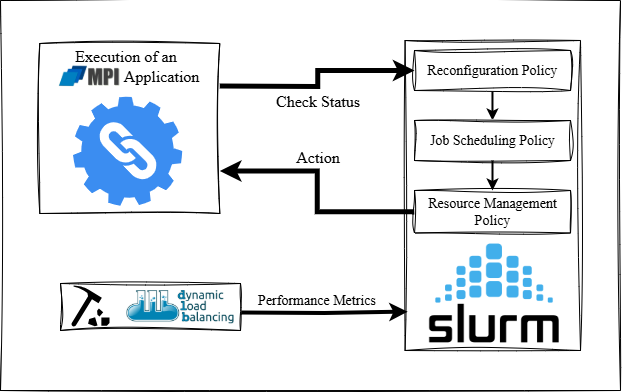 Execution of an
MPI Application
Check Status
Action
Reconfiguration Policy
Job Scheduling Policy
Resource Management
Policy
dynamic
load
balancing
Performance Metrics
slurm